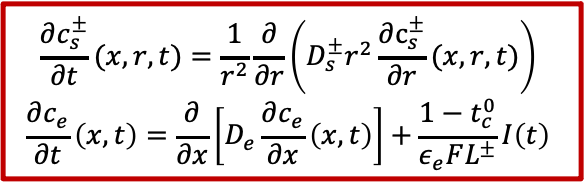 ∂c_s^±/∂t (x, r, t) = 1/r² ∂/∂r (D_s^± r² ∂c_s^±/∂r (x, r, t))
∂c_e/∂t (x, t) = ∂/∂x [D_e ∂c_e/∂x (x, t)] + (1 − t_c^0)/(ϵ_e F L^±) I(t)